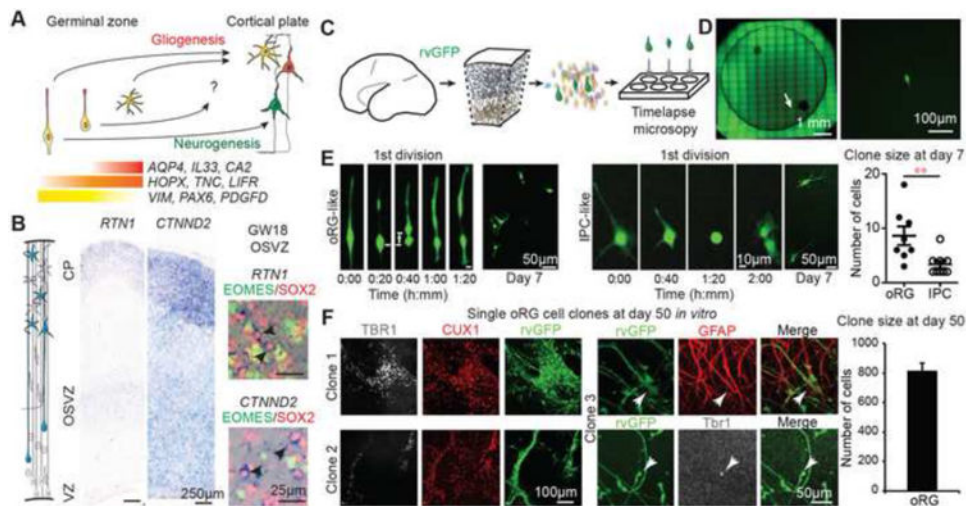 A
Germinal zone
Cortical plate
Gliogenesis
?
Neurogenesis
AQP4, IL33, CA2
HOPX, TNC, LIFR
VIM, PAX6, PDGFD
B
RTN1
CTNND2
CP
OSVZ
VZ
250µm
GW18
OSVZ
RTN1
EOMES/SOX2
CTNND2
EOMES/SOX2
25µm
C
rvGFP
Timelapse
microsopy
D
1 mm
100µm
E
1st division
oRG-like
0:00 0:20 0:40 1:00 1:20
Time (h:mm)
50µm
Day 7
1st division
IPC-like
10µm
0:00 0:40 1:20 2:00
Time (h:mm)
50µm
Day 7
Clone size at day 7
Number of cells
20
10
0
**
oRG IPC
F
Single oRG cell clones at day 50 in vitro
TBR1 CUX1 rvGFP
Clone 1
Clone 2
100µm
Clone 3
rvGFP GFAP Merge
rvGFP Tbr1 Merge
50µm
Clone size at day 50
Number of cells
1000
800
600
400
200
0
oRG